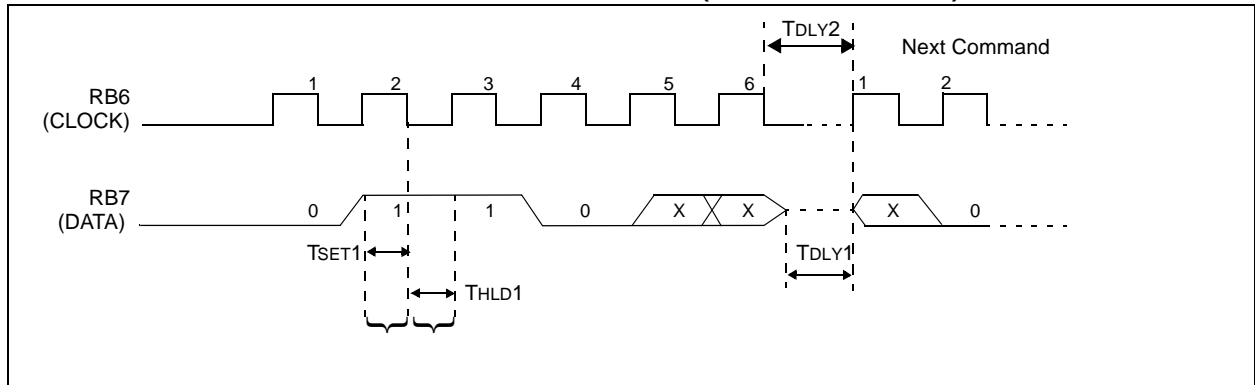 TDLY2
Next Command
1 2 3 4 5 6 1 2
RB6
(CLOCK)
RB7
(DATA)
0 1 1 0 X X X 0
TSET1
TDLY1
THLD1